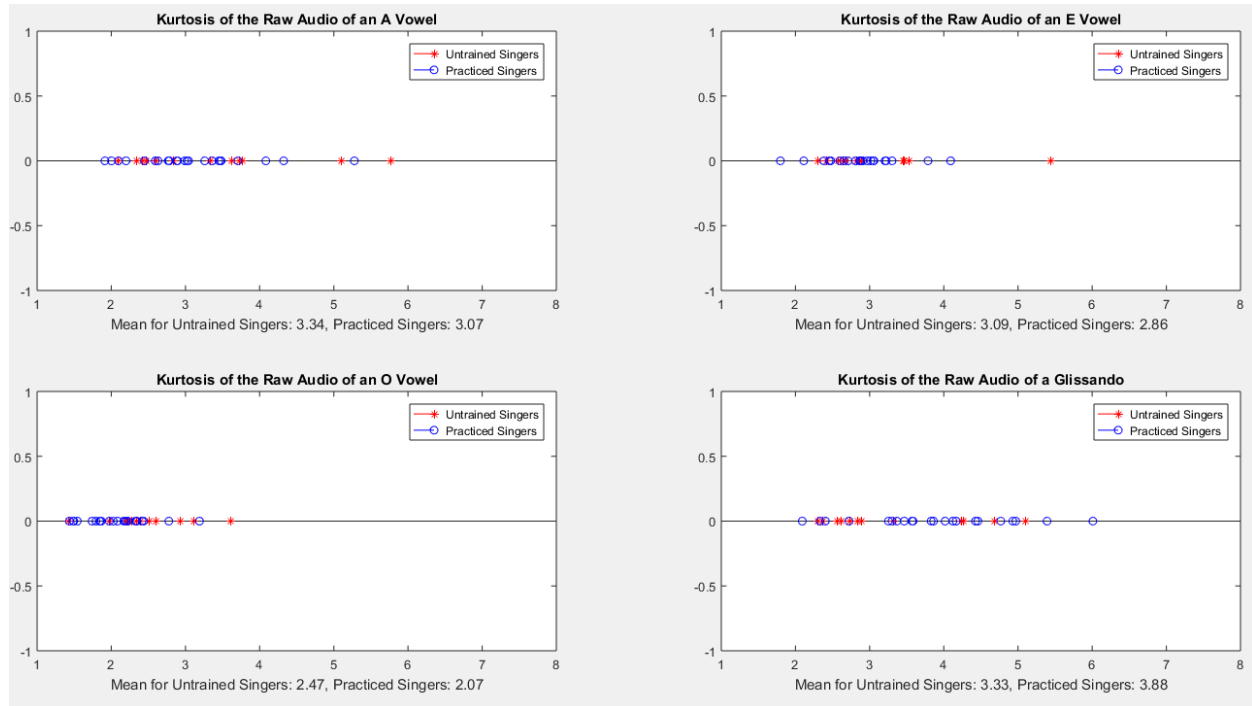 Kurtosis of the Raw Audio of an A Vowel
1
Untrained Singers
Practiced Singers
0.5
0
-0.5
-1
1 2 3 4 5 6 7 8
Mean for Untrained Singers: 3.34, Practiced Singers: 3.07
Kurtosis of the Raw Audio of an E Vowel
1
Untrained Singers
Practiced Singers
0.5
0
-0.5
-1
1 2 3 4 5 6 7 8
Mean for Untrained Singers: 3.09, Practiced Singers: 2.86
Kurtosis of the Raw Audio of an O Vowel
1
Untrained Singers
Practiced Singers
0.5
0
-0.5
-1
1 2 3 4 5 6 7 8
Mean for Untrained Singers: 2.47, Practiced Singers: 2.07
Kurtosis of the Raw Audio of a Glissando
1
Untrained Singers
Practiced Singers
0.5
0
-0.5
-1
1 2 3 4 5 6 7 8
Mean for Untrained Singers: 3.33, Practiced Singers: 3.88